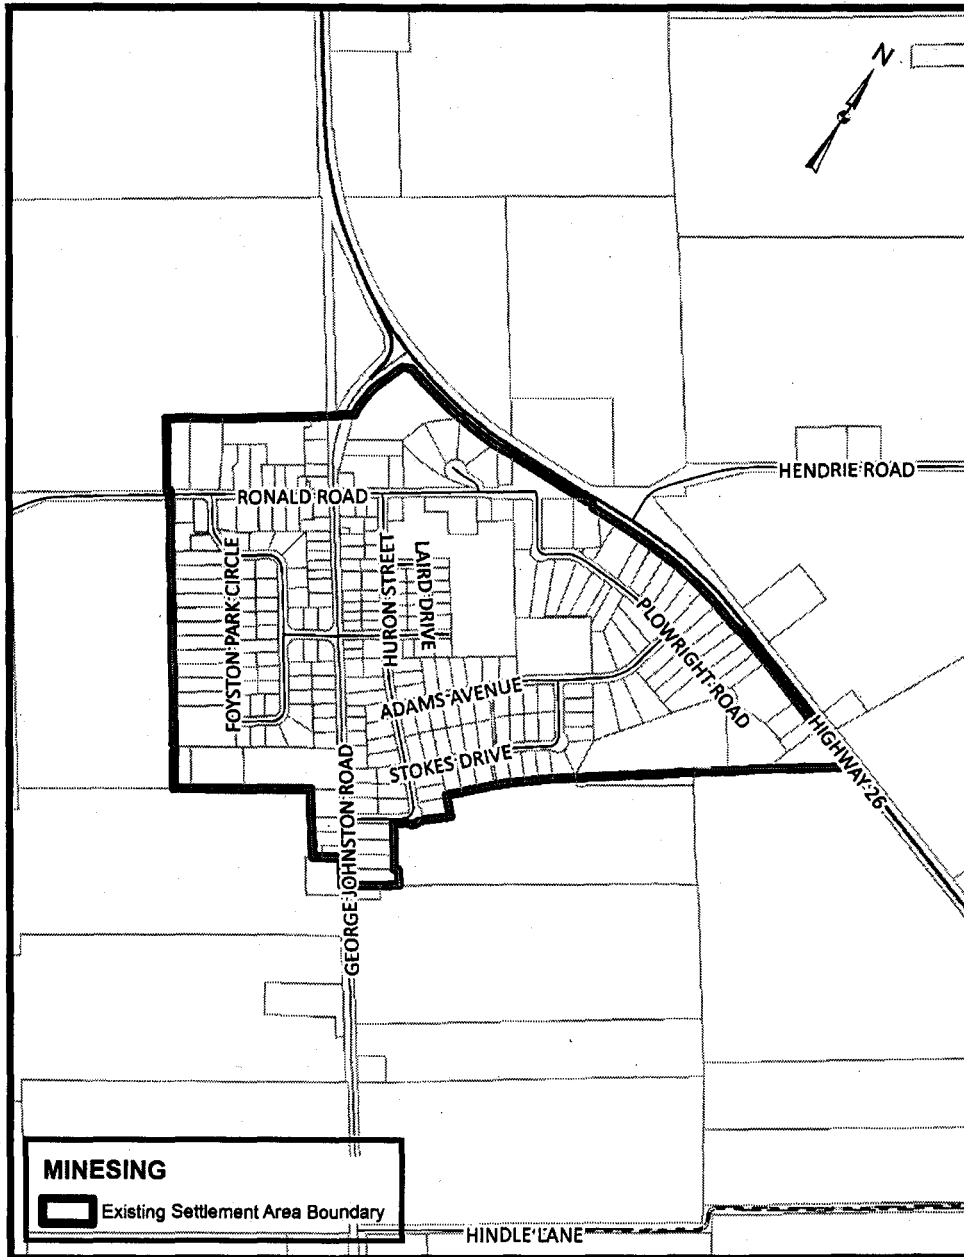 N
HENDRIE ROAD
RONALD ROAD
FOYSTON PARK CIRCLE
HURON STREET
LAIRD DRIVE
PLOWRIGHT ROAD
ADAMS AVENUE
STOKES DRIVE
HIGHWAY 26
GEORGE JOHNSTON ROAD
MINESING
Existing Settlement Area Boundary
HINDLE LANE